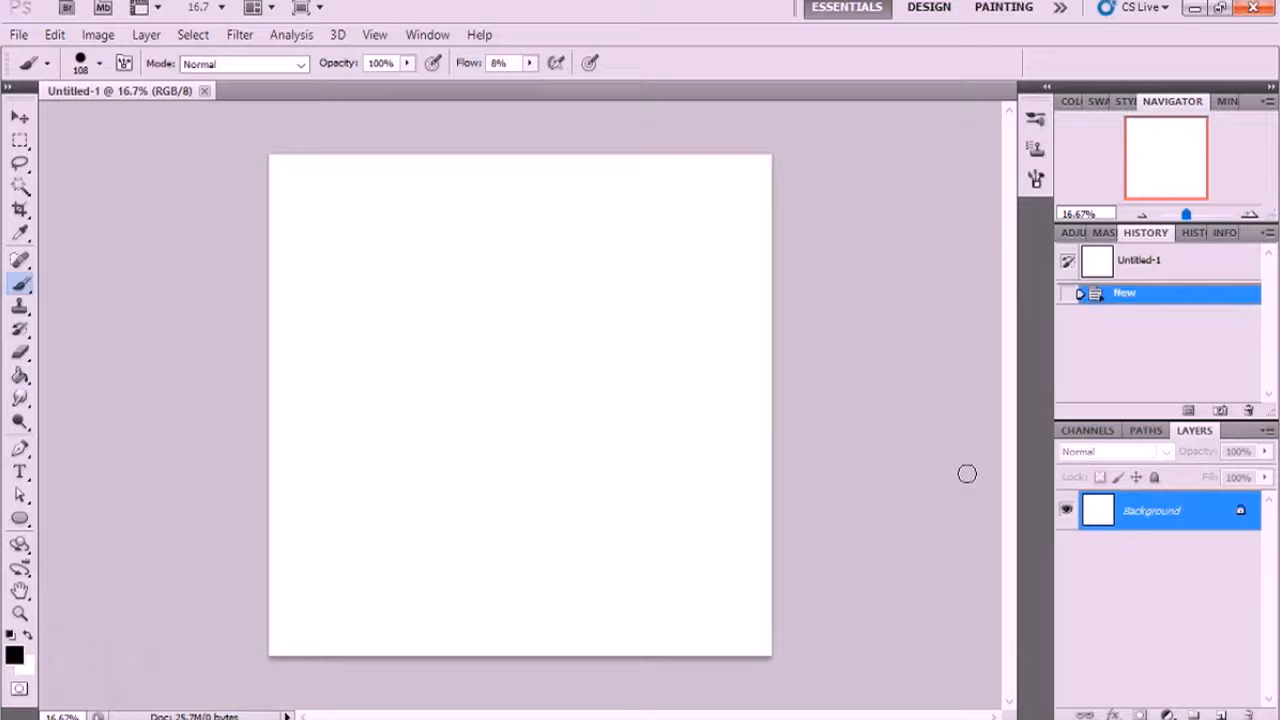 Ps Br Mb 16.7 ESSENTIALS DESIGN PAINTING CS Live
File Edit Image Layer Select Filter Analysis 3D View Window Help
108 Mode: Normal Opacity: 100% Flow: 8%
Untitled-1 @ 16.7% (RGB/8)
COL SWA STYL NAVIGATOR MIN
16.67%
ADJU MAS HISTORY HIST INFO
Untitled-1
New
CHANNELS PATHS LAYERS
Normal Opacity: 100%
Lock: Fill: 100%
Background
T
16.67% Doc: 25.7M/0 bytes